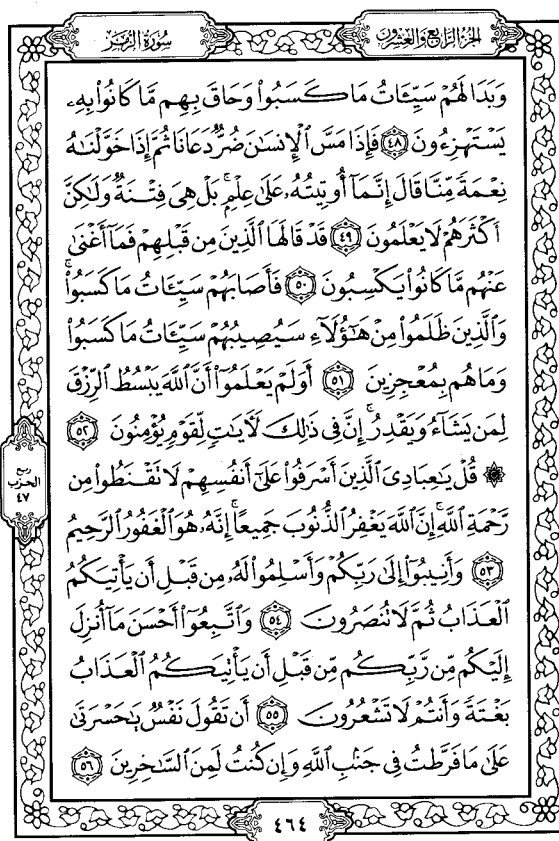 الجزء الرابع والعشرون
سورة الزمر
وَبَدَا لَهُمْ سَيِّـَٔاتُ مَا كَسَبُوا۟ وَحَاقَ بِهِم مَّا كَانُوا۟ بِهِۦ
يَسْتَهْزِءُونَ ٤٨ فَإِذَا مَسَّ ٱلْإِنسَـٰنَ ضُرٌّ دَعَانَا ثُمَّ إِذَا خَوَّلْنَـٰهُ
نِعْمَةً مِّنَّا قَالَ إِنَّمَآ أُوتِيتُهُۥ عَلَىٰ عِلْمٍۭ ۚ بَلْ هِىَ فِتْنَةٌ وَلَـٰكِنَّ
أَكْثَرَهُمْ لَا يَعْلَمُونَ ٤٩ قَدْ قَالَهَا ٱلَّذِينَ مِن قَبْلِهِمْ فَمَآ أَغْنَىٰ
عَنْهُم مَّا كَانُوا۟ يَكْسِبُونَ ٥٠ فَأَصَابَهُمْ سَيِّـَٔاتُ مَا كَسَبُوا۟ ۚ
وَٱلَّذِينَ ظَلَمُوا۟ مِنْ هَـٰٓؤُلَآءِ سَيُصِيبُهُمْ سَيِّـَٔاتُ مَا كَسَبُوا۟
وَمَا هُم بِمُعْجِزِينَ ٥١ أَوَلَمْ يَعْلَمُوٓا۟ أَنَّ ٱللَّهَ يَبْسُطُ ٱلرِّزْقَ
لِمَن يَشَآءُ وَيَقْدِرُ ۚ إِنَّ فِى ذَٰلِكَ لَـَٔايَـٰتٍ لِّقَوْمٍ يُؤْمِنُونَ ٥٢
۞ قُلْ يَـٰعِبَادِىَ ٱلَّذِينَ أَسْرَفُوا۟ عَلَىٰٓ أَنفُسِهِمْ لَا تَقْنَطُوا۟ مِن
رَّحْمَةِ ٱللَّهِ ۚ إِنَّ ٱللَّهَ يَغْفِرُ ٱلذُّنُوبَ جَمِيعًا ۚ إِنَّهُۥ هُوَ ٱلْغَفُورُ ٱلرَّحِيمُ
٥٣ وَأَنِيبُوٓا۟ إِلَىٰ رَبِّكُمْ وَأَسْلِمُوا۟ لَهُۥ مِن قَبْلِ أَن يَأْتِيَكُمُ
ٱلْعَذَابُ ثُمَّ لَا تُنصَرُونَ ٥٤ وَٱتَّبِعُوٓا۟ أَحْسَنَ مَآ أُنزِلَ
إِلَيْكُم مِّن رَّبِّكُم مِّن قَبْلِ أَن يَأْتِيَكُمُ ٱلْعَذَابُ
بَغْتَةً وَأَنتُمْ لَا تَشْعُرُونَ ٥٥ أَن تَقُولَ نَفْسٌ يَـٰحَسْرَتَىٰ
عَلَىٰ مَا فَرَّطتُ فِى جَنۢبِ ٱللَّهِ وَإِن كُنتُ لَمِنَ ٱلسَّـٰخِرِينَ ٥٦
ربع
الحزب
٤٧
٤٦٤